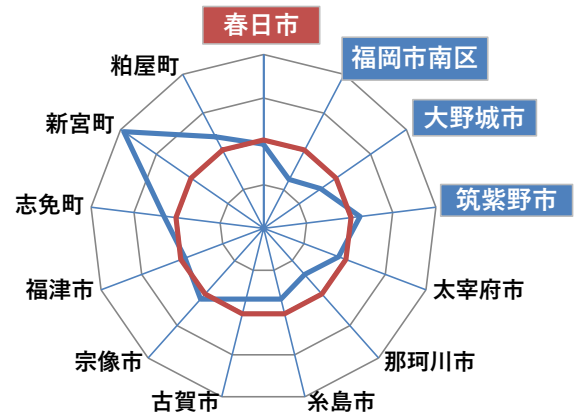 春日市
福岡市南区
大野城市
筑紫野市
太宰府市
那珂川市
糸島市
古賀市
宗像市
福津市
志免町
新宮町
粕屋町